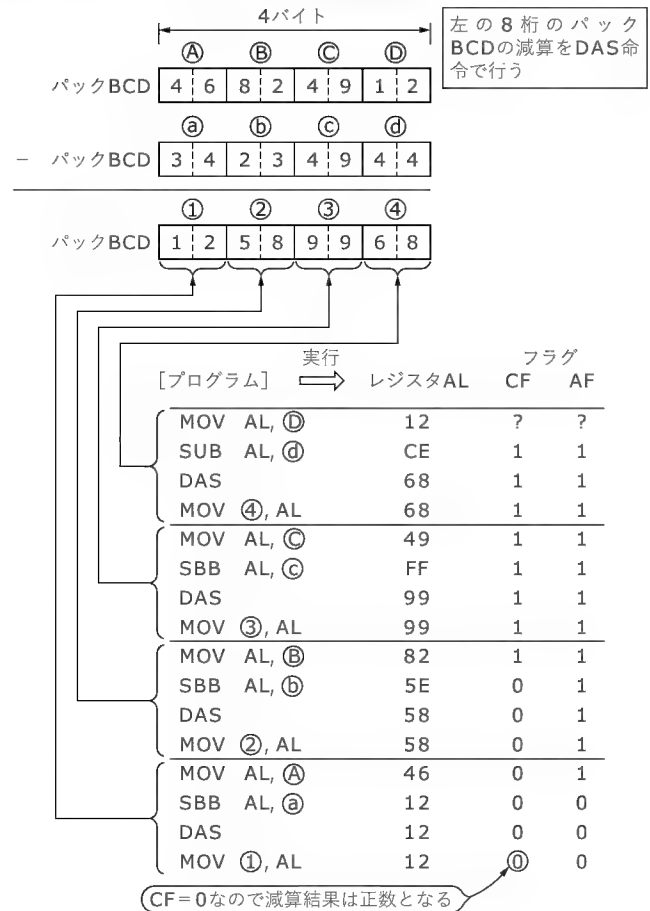 4バイト
左の8桁のパック
BCDの減算をDAS命
令で行う
Ⓐ Ⓑ Ⓒ Ⓓ
パックBCD 4 6 8 2 4 9 1 2
ⓐ ⓑ ⓒ ⓓ
− パックBCD 3 4 2 3 4 9 4 4
① ② ③ ④
パックBCD 1 2 5 8 9 9 6 8
実行 フラグ
[プログラム] ⇒ レジスタAL CF AF
MOV AL, Ⓓ 12 ? ?
SUB AL, ⓓ CE 1 1
DAS 68 1 1
MOV ④, AL 68 1 1
MOV AL, Ⓒ 49 1 1
SBB AL, ⓒ FF 1 1
DAS 99 1 1
MOV ③, AL 99 1 1
MOV AL, Ⓑ 82 1 1
SBB AL, ⓑ 5E 0 1
DAS 58 0 1
MOV ②, AL 58 0 1
MOV AL, Ⓐ 46 0 1
SBB AL, ⓐ 12 0 0
DAS 12 0 0
MOV ①, AL 12 ⓪ 0
CF=0なので減算結果は正数となる